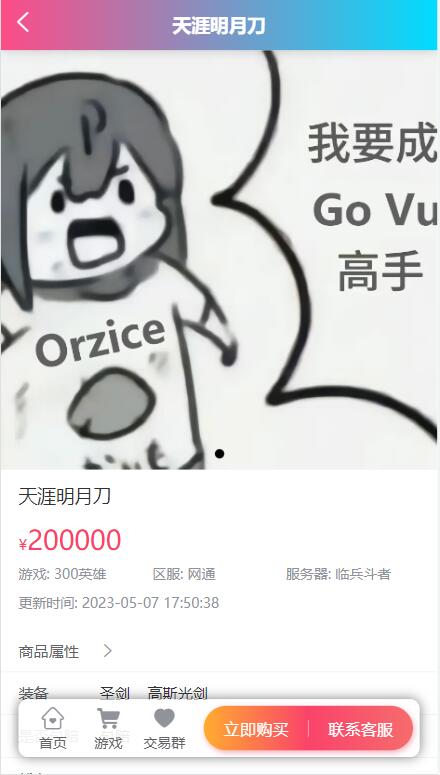 天涯明月刀
我要成
Go Vu
高手
Orzice
天涯明月刀
¥200000
游戏: 300英雄 区服: 网通 服务器: 临兵斗者
更新时间: 2023-05-07 17:50:38
商品属性
装备 圣剑 高斯光剑
首页 游戏 交易群 立即购买 联系客服